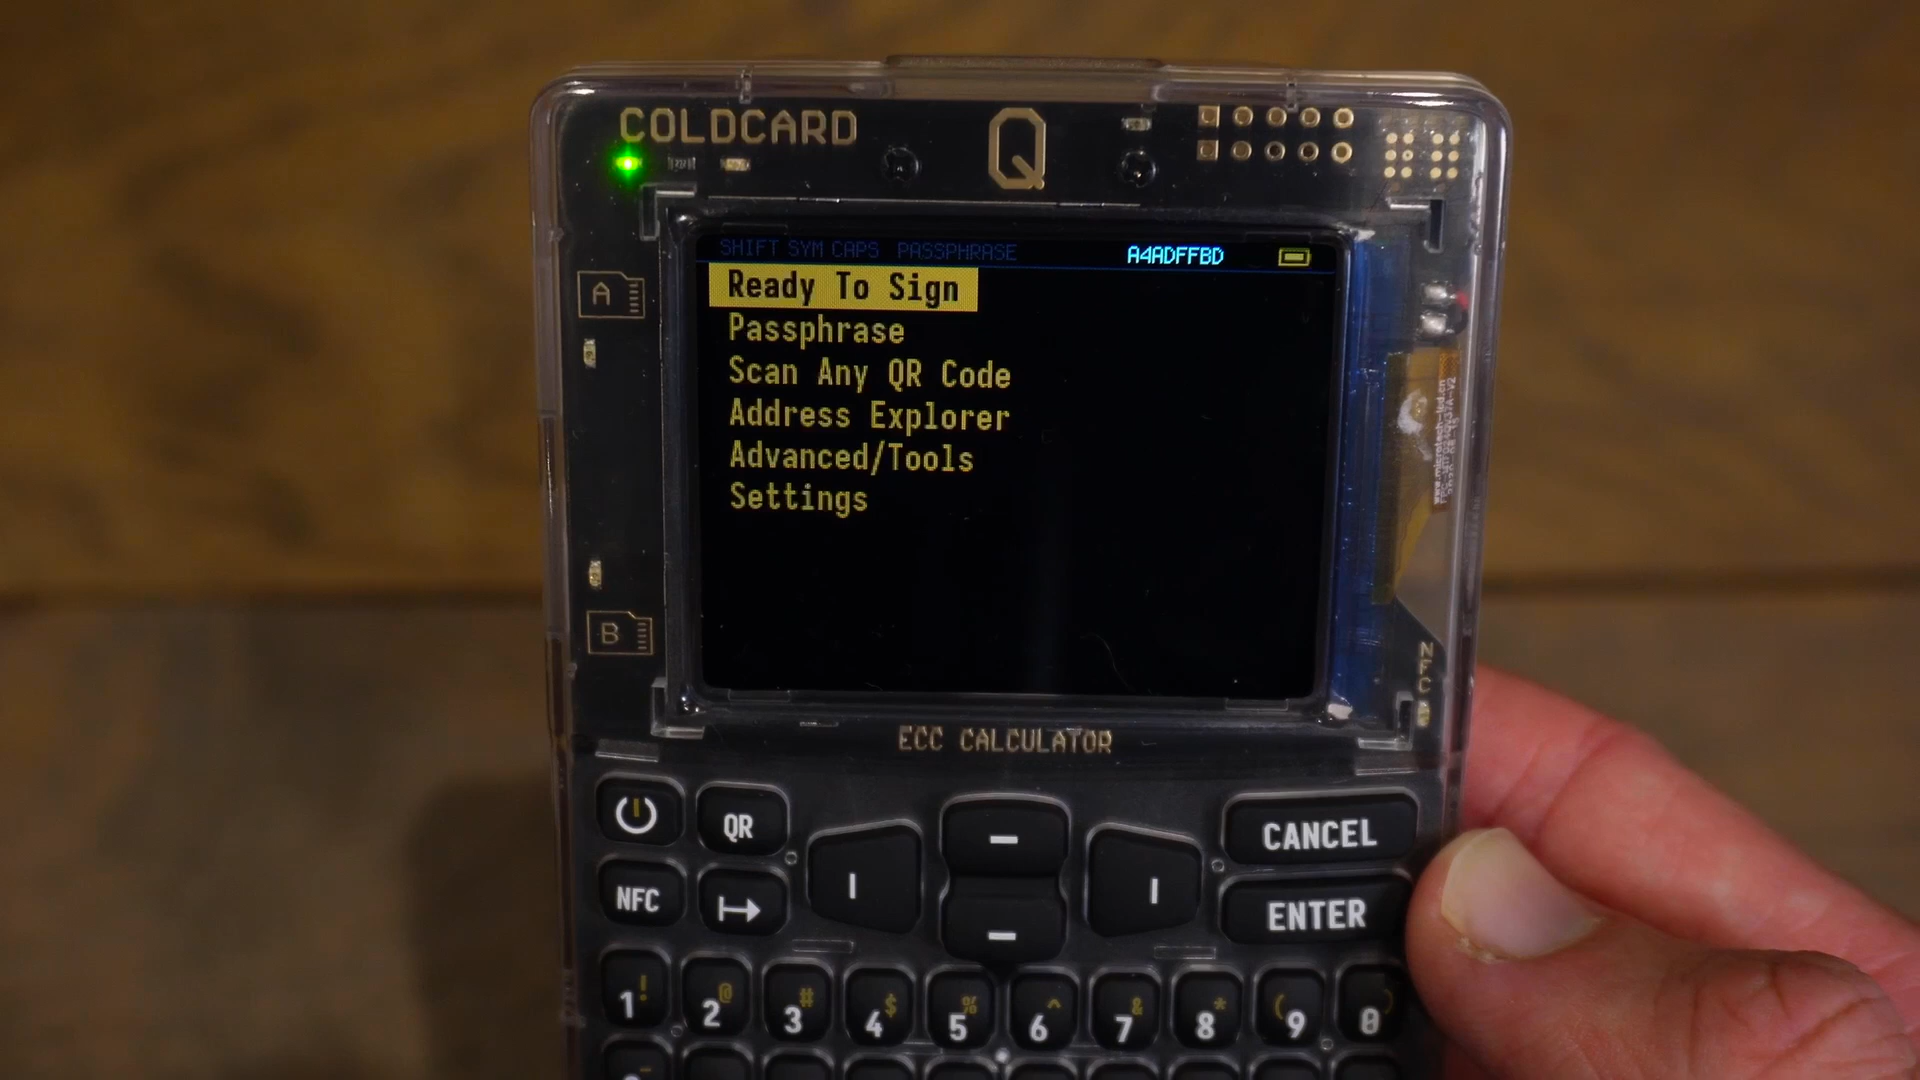 COLDCARD Q
SHIFT SYM CAPS PASSPHRASE A4ADFFBD
Ready To Sign
Passphrase
Scan Any QR Code
Address Explorer
Advanced/Tools
Settings
A
B
NFC
ECC CALCULATOR
QR
CANCEL
NFC
ENTER
! @ # $ % ^ & * ( )
1 2 3 4 5 6 7 8 9 0